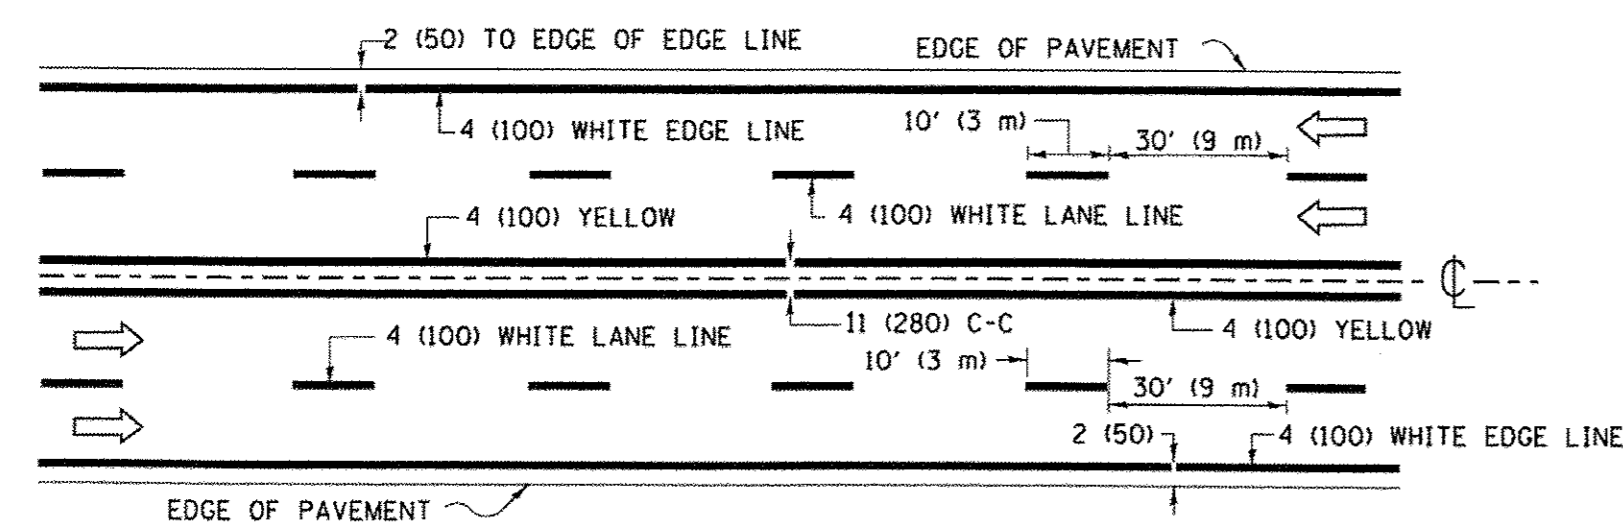 2 (50) TO EDGE OF EDGE LINE
EDGE OF PAVEMENT
4 (100) WHITE EDGE LINE
10' (3 m)
30' (9 m)
4 (100) YELLOW
4 (100) WHITE LANE LINE
CL
11 (280) C-C
4 (100) YELLOW
4 (100) WHITE LANE LINE
10' (3 m)
30' (9 m)
2 (50)
4 (100) WHITE EDGE LINE
EDGE OF PAVEMENT